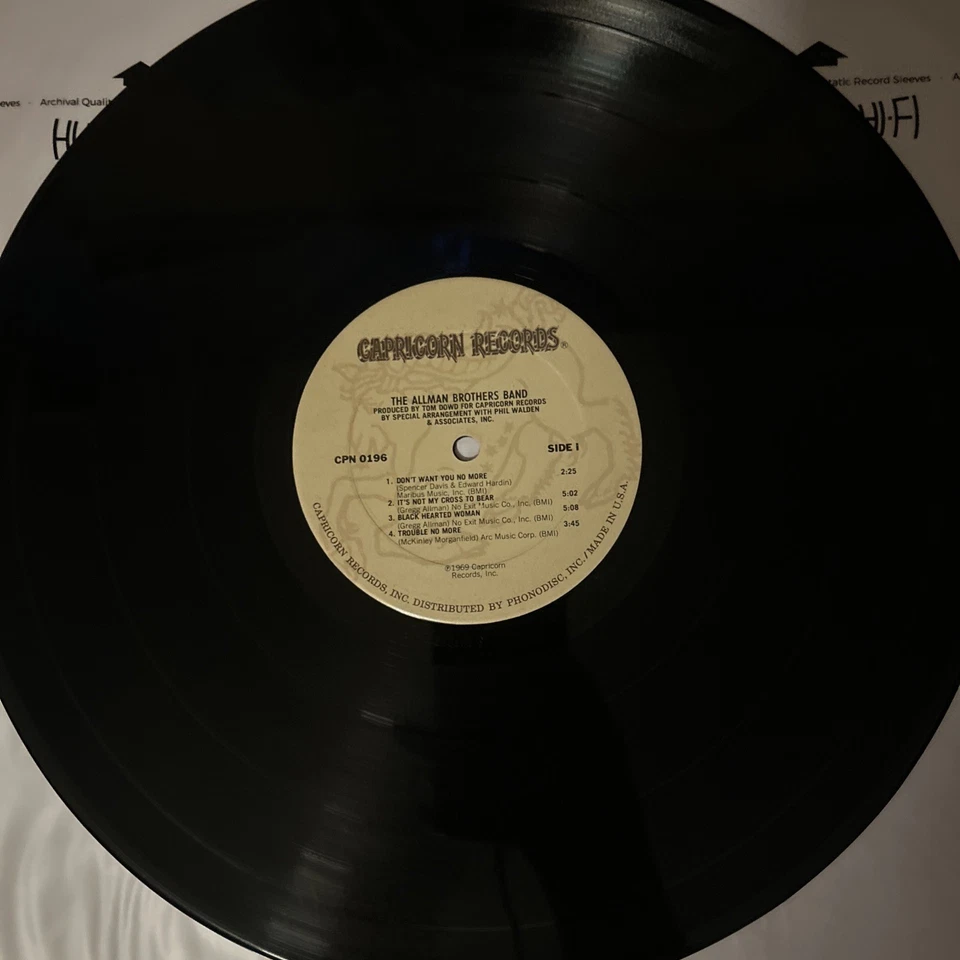 eves - Archival Qualit
tatic Record Sleeves - A
HI-FI
CAPRICORN RECORDS®
THE ALLMAN BROTHERS BAND
PRODUCED BY TOM DOWD FOR CAPRICORN RECORDS
BY SPECIAL ARRANGEMENT WITH PHIL WALDEN
& ASSOCIATES, INC.
CPN 0196
SIDE I
1. DON'T WANT YOU NO MORE 2:25
(Spencer Davis & Edward Hardin)
Maribus Music, Inc. (BMI)
2. IT'S NOT MY CROSS TO BEAR 5:02
(Gregg Allman) No Exit Music Co., Inc. (BMI)
3. BLACK HEARTED WOMAN 5:08
(Gregg Allman) No Exit Music Co., Inc. (BMI)
4. TROUBLE NO MORE 3:45
(McKinley Morganfield) Arc Music Corp. (BMI)
℗1969 Capricorn
Records, Inc.
CAPRICORN RECORDS, INC. DISTRIBUTED BY PHONODISC, INC. / MADE IN U.S.A.